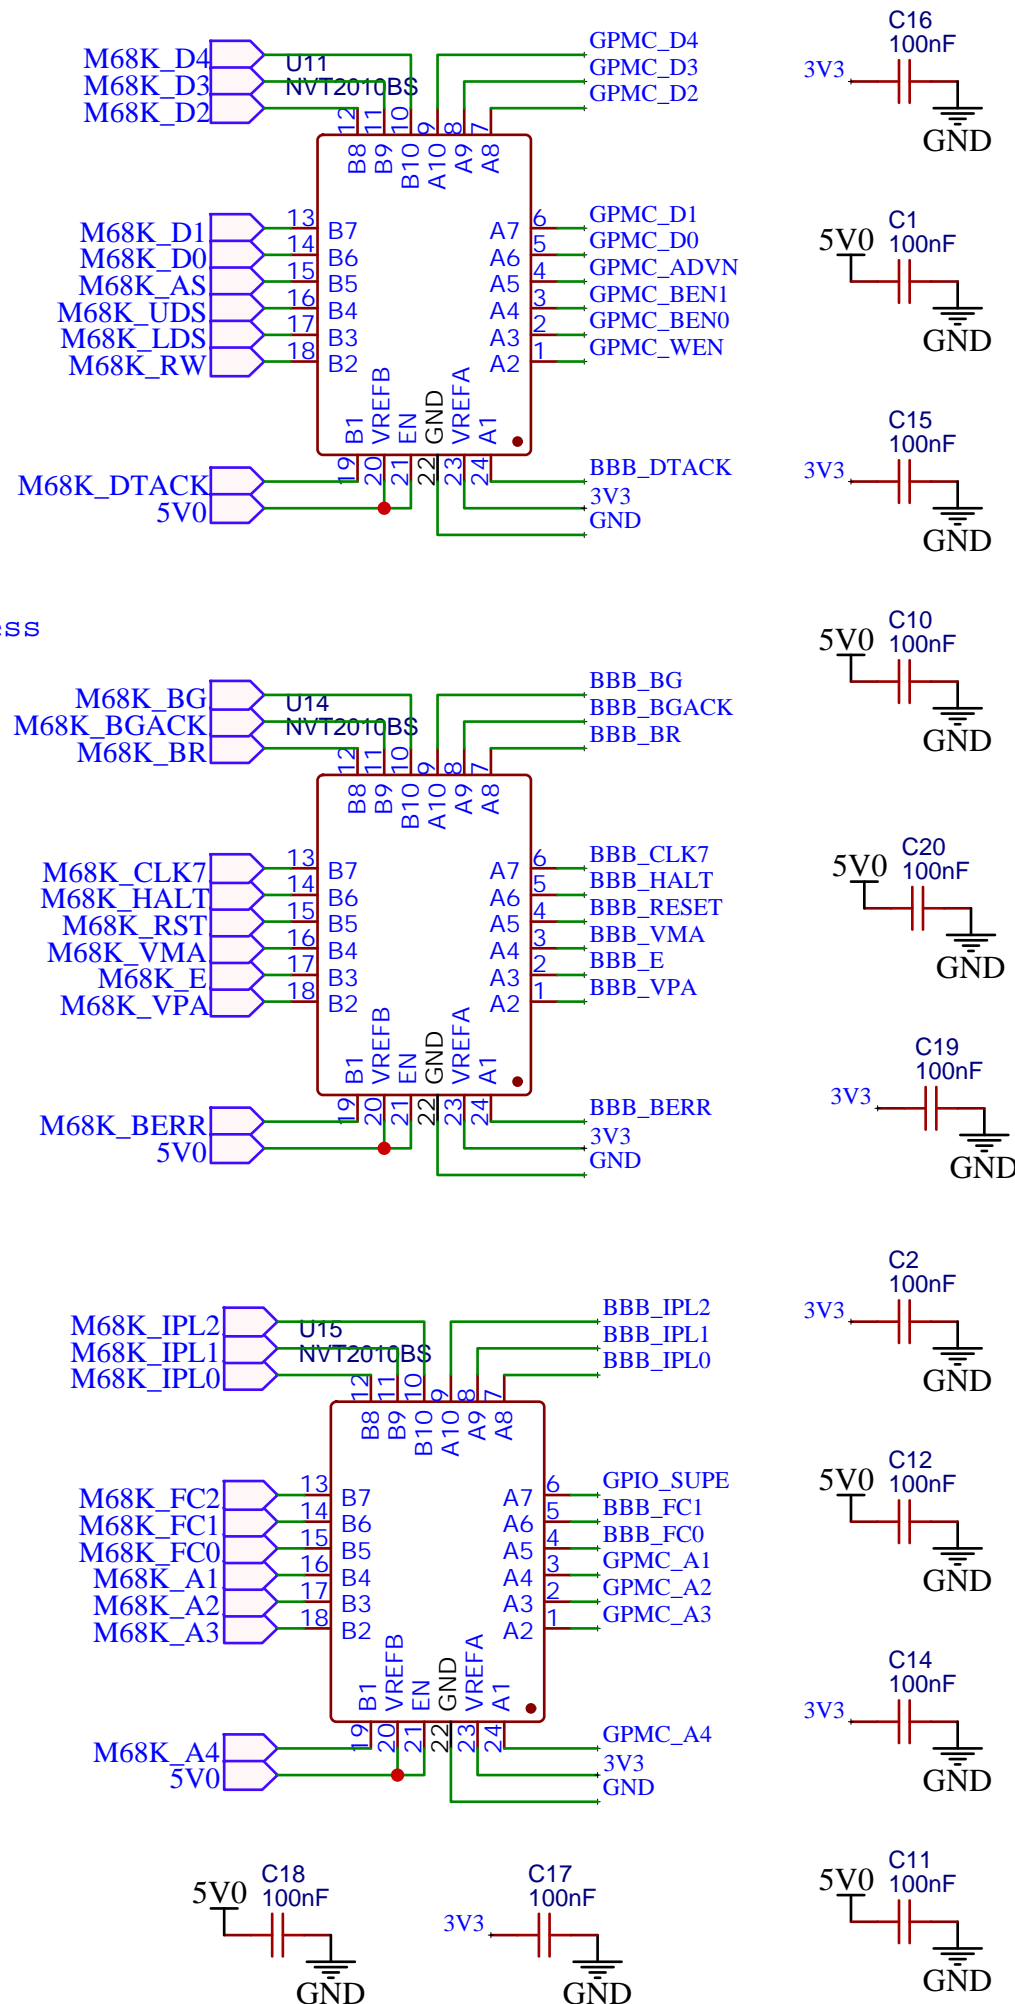 M68K_D4
M68K_D3
M68K_D2
U11
NVT2010BS
GPMC_D4
GPMC_D3
GPMC_D2
12 11 10 9 8 7
B8 B9 B10 A10 A9 A8
M68K_D1 13 B7 A7 6 GPMC_D1
M68K_D0 14 B6 A6 5 GPMC_D0
M68K_AS 15 B5 A5 4 GPMC_ADVN
M68K_UDS 16 B4 A4 3 GPMC_BEN1
M68K_LDS 17 B3 A3 2 GPMC_BEN0
M68K_RW 18 B2 A2 1 GPMC_WEN
B1 VREFB EN GND VREFA A1
19 20 21 22 23 24
M68K_DTACK
5V0
BBB_DTACK
3V3
GND
C16
100nF
3V3
GND
C1
5V0 100nF
GND
C15
100nF
3V3
GND
ess
M68K_BG
M68K_BGACK
M68K_BR
U14
NVT2010BS
BBB_BG
BBB_BGACK
BBB_BR
12 11 10 9 8 7
B8 B9 B10 A10 A9 A8
M68K_CLK7 13 B7 A7 6 BBB_CLK7
M68K_HALT 14 B6 A6 5 BBB_HALT
M68K_RST 15 B5 A5 4 BBB_RESET
M68K_VMA 16 B4 A4 3 BBB_VMA
M68K_E 17 B3 A3 2 BBB_E
M68K_VPA 18 B2 A2 1 BBB_VPA
B1 VREFB EN GND VREFA A1
19 20 21 22 23 24
M68K_BERR
5V0
BBB_BERR
3V3
GND
C10
5V0 100nF
GND
C20
5V0 100nF
GND
C19
100nF
3V3
GND
M68K_IPL2
M68K_IPL1
M68K_IPL0
U15
NVT2010BS
BBB_IPL2
BBB_IPL1
BBB_IPL0
12 11 10 9 8 7
B8 B9 B10 A10 A9 A8
M68K_FC2 13 B7 A7 6 GPIO_SUPE
M68K_FC1 14 B6 A6 5 BBB_FC1
M68K_FC0 15 B5 A5 4 BBB_FC0
M68K_A1 16 B4 A4 3 GPMC_A1
M68K_A2 17 B3 A3 2 GPMC_A2
M68K_A3 18 B2 A2 1 GPMC_A3
B1 VREFB EN GND VREFA A1
19 20 21 22 23 24
M68K_A4
5V0
GPMC_A4
3V3
GND
C2
100nF
3V3
GND
C12
5V0 100nF
GND
C14
100nF
3V3
GND
C18
5V0 100nF
GND
C17
100nF
3V3
GND
C11
5V0 100nF
GND